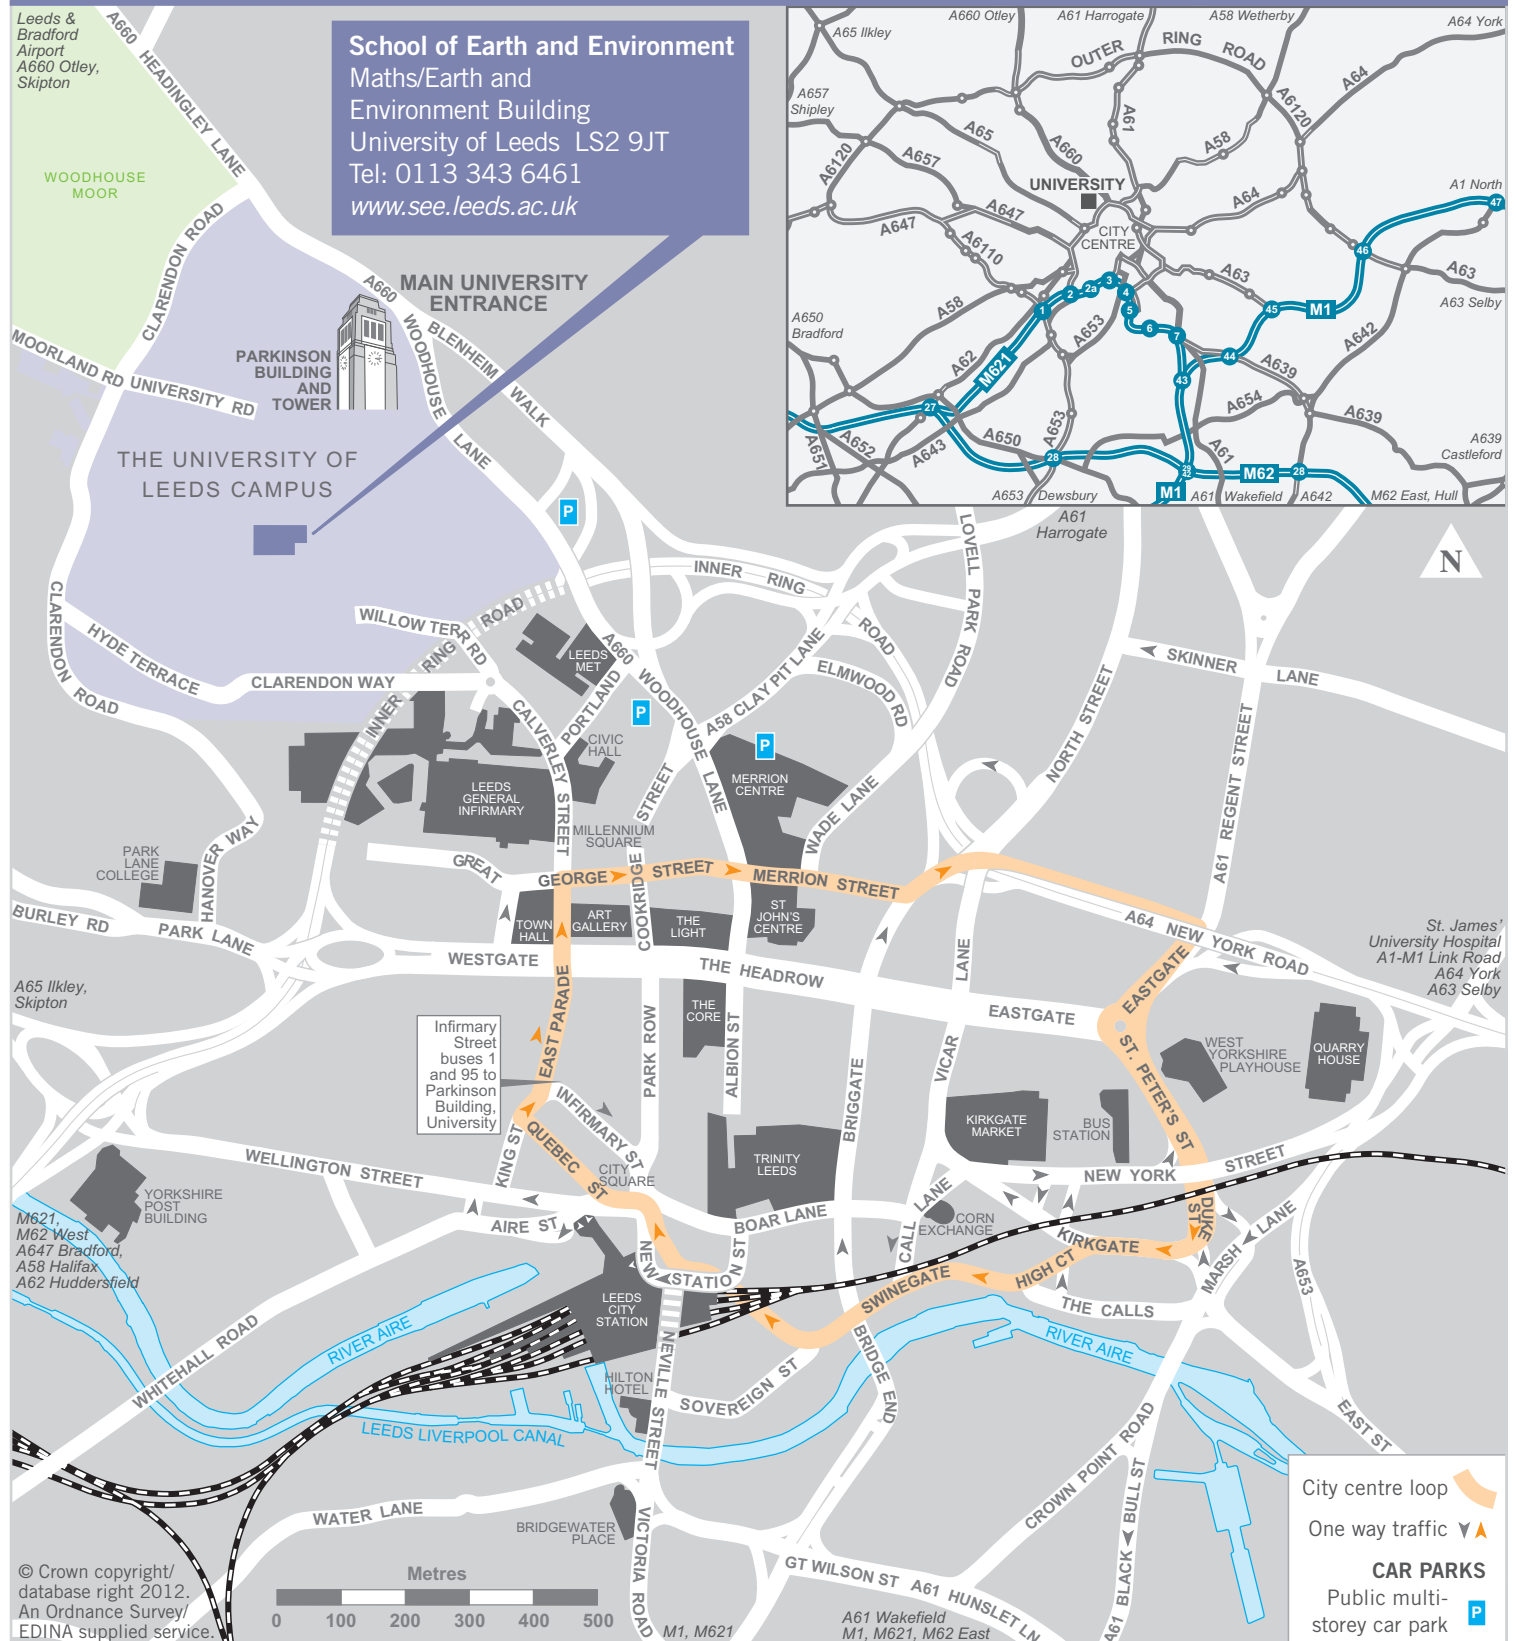 Leeds &
Bradford
Airport
A660 Otley,
Skipton
A660 HEADINGLEY LANE
WOODHOUSE
MOOR
School of Earth and Environment
Maths/Earth and
Environment Building
University of Leeds LS2 9JT
Tel: 0113 343 6461
www.see.leeds.ac.uk
A65 Ilkley
A660 Otley
A61 Harrogate
A58 Wetherby
A64 York
OUTER RING ROAD
A657
Shipley
A6120
A65
A657
A660
A61
A58
A6120
A64
UNIVERSITY
A647
A647
A6110
CITY
CENTRE
A64
A1 North
47
46
A63
A63
A63 Selby
A58
A650
Bradford
1
2
2a
3
4
5
6
7
45
M1
44
43
A62
M621
A653
A639
A642
A654
A639
27
A651
A652
A643
A650
A653
28
A61
A639
Castleford
29
42
M62
28
M1
A653 Dewsbury
A61 Wakefield
A642
M62 East, Hull
CLARENDON ROAD
MOORLAND RD
UNIVERSITY RD
A660
MAIN UNIVERSITY
ENTRANCE
WOODHOUSE LANE
BLENHEIM WALK
PARKINSON
BUILDING
AND
TOWER
THE UNIVERSITY OF
LEEDS CAMPUS
P
A61
Harrogate
N
CLARENDON ROAD
HYDE TERRACE
WILLOW TERR RD
INNER RING ROAD
INNER RING ROAD
LOVELL PARK ROAD
CLARENDON WAY
LEEDS
MET
A660 WOODHOUSE LANE
PORTLAND
CALVERLEY STREET
P
P
A58 CLAY PIT LANE
ELMWOOD RD
NORTH STREET
SKINNER LANE
A61 REGENT STREET
CIVIC
HALL
LEEDS
GENERAL
INFIRMARY
MERRION
CENTRE
WADE LANE
MILLENNIUM
SQUARE
PARK
LANE
COLLEGE
HANOVER WAY
GREAT GEORGE STREET
COOKRIDGE STREET
MERRION STREET
BURLEY RD
PARK LANE
TOWN
HALL
ART
GALLERY
THE
LIGHT
ST
JOHN'S
CENTRE
A64 NEW YORK ROAD
St. James'
University Hospital
A1-M1 Link Road
A64 York
A63 Selby
WESTGATE
THE HEADROW
EASTGATE
EASTGATE
A65 Ilkley,
Skipton
THE
CORE
Infirmary
Street
buses 1
and 95 to
Parkinson
Building,
University
EAST PARADE
PARK ROW
ALBION ST
BRIGGATE
VICAR LANE
ST. PETER'S ST
WEST
YORKSHIRE
PLAYHOUSE
QUARRY
HOUSE
INFIRMARY ST
KIRKGATE
MARKET
BUS
STATION
KING ST
QUEBEC ST
CITY
SQUARE
TRINITY
LEEDS
NEW YORK STREET
WELLINGTON STREET
YORKSHIRE
POST
BUILDING
M621,
M62 West
A647 Bradford,
A58 Halifax
A62 Huddersfield
AIRE ST
BOAR LANE
CALL LANE
CORN
EXCHANGE
KIRKGATE
DUKE ST
MARSH LANE
NEW STATION ST
LEEDS
CITY
STATION
SWINEGATE
HIGH CT
THE CALLS
A653
RIVER AIRE
RIVER AIRE
WHITEHALL ROAD
LEEDS LIVERPOOL CANAL
HILTON
HOTEL
NEVILLE STREET
SOVEREIGN ST
BRIDGE END
CROWN POINT ROAD
A61 BLACK BULL ST
EAST ST
WATER LANE
BRIDGEWATER
PLACE
VICTORIA ROAD
GT WILSON ST
A61 HUNSLET LN
City centre loop
One way traffic
CAR PARKS
Public multi-
storey car park
P
© Crown copyright/
database right 2012.
An Ordnance Survey/
EDINA supplied service.
Metres
0 100 200 300 400 500
M1, M621
A61 Wakefield
M1, M621, M62 East